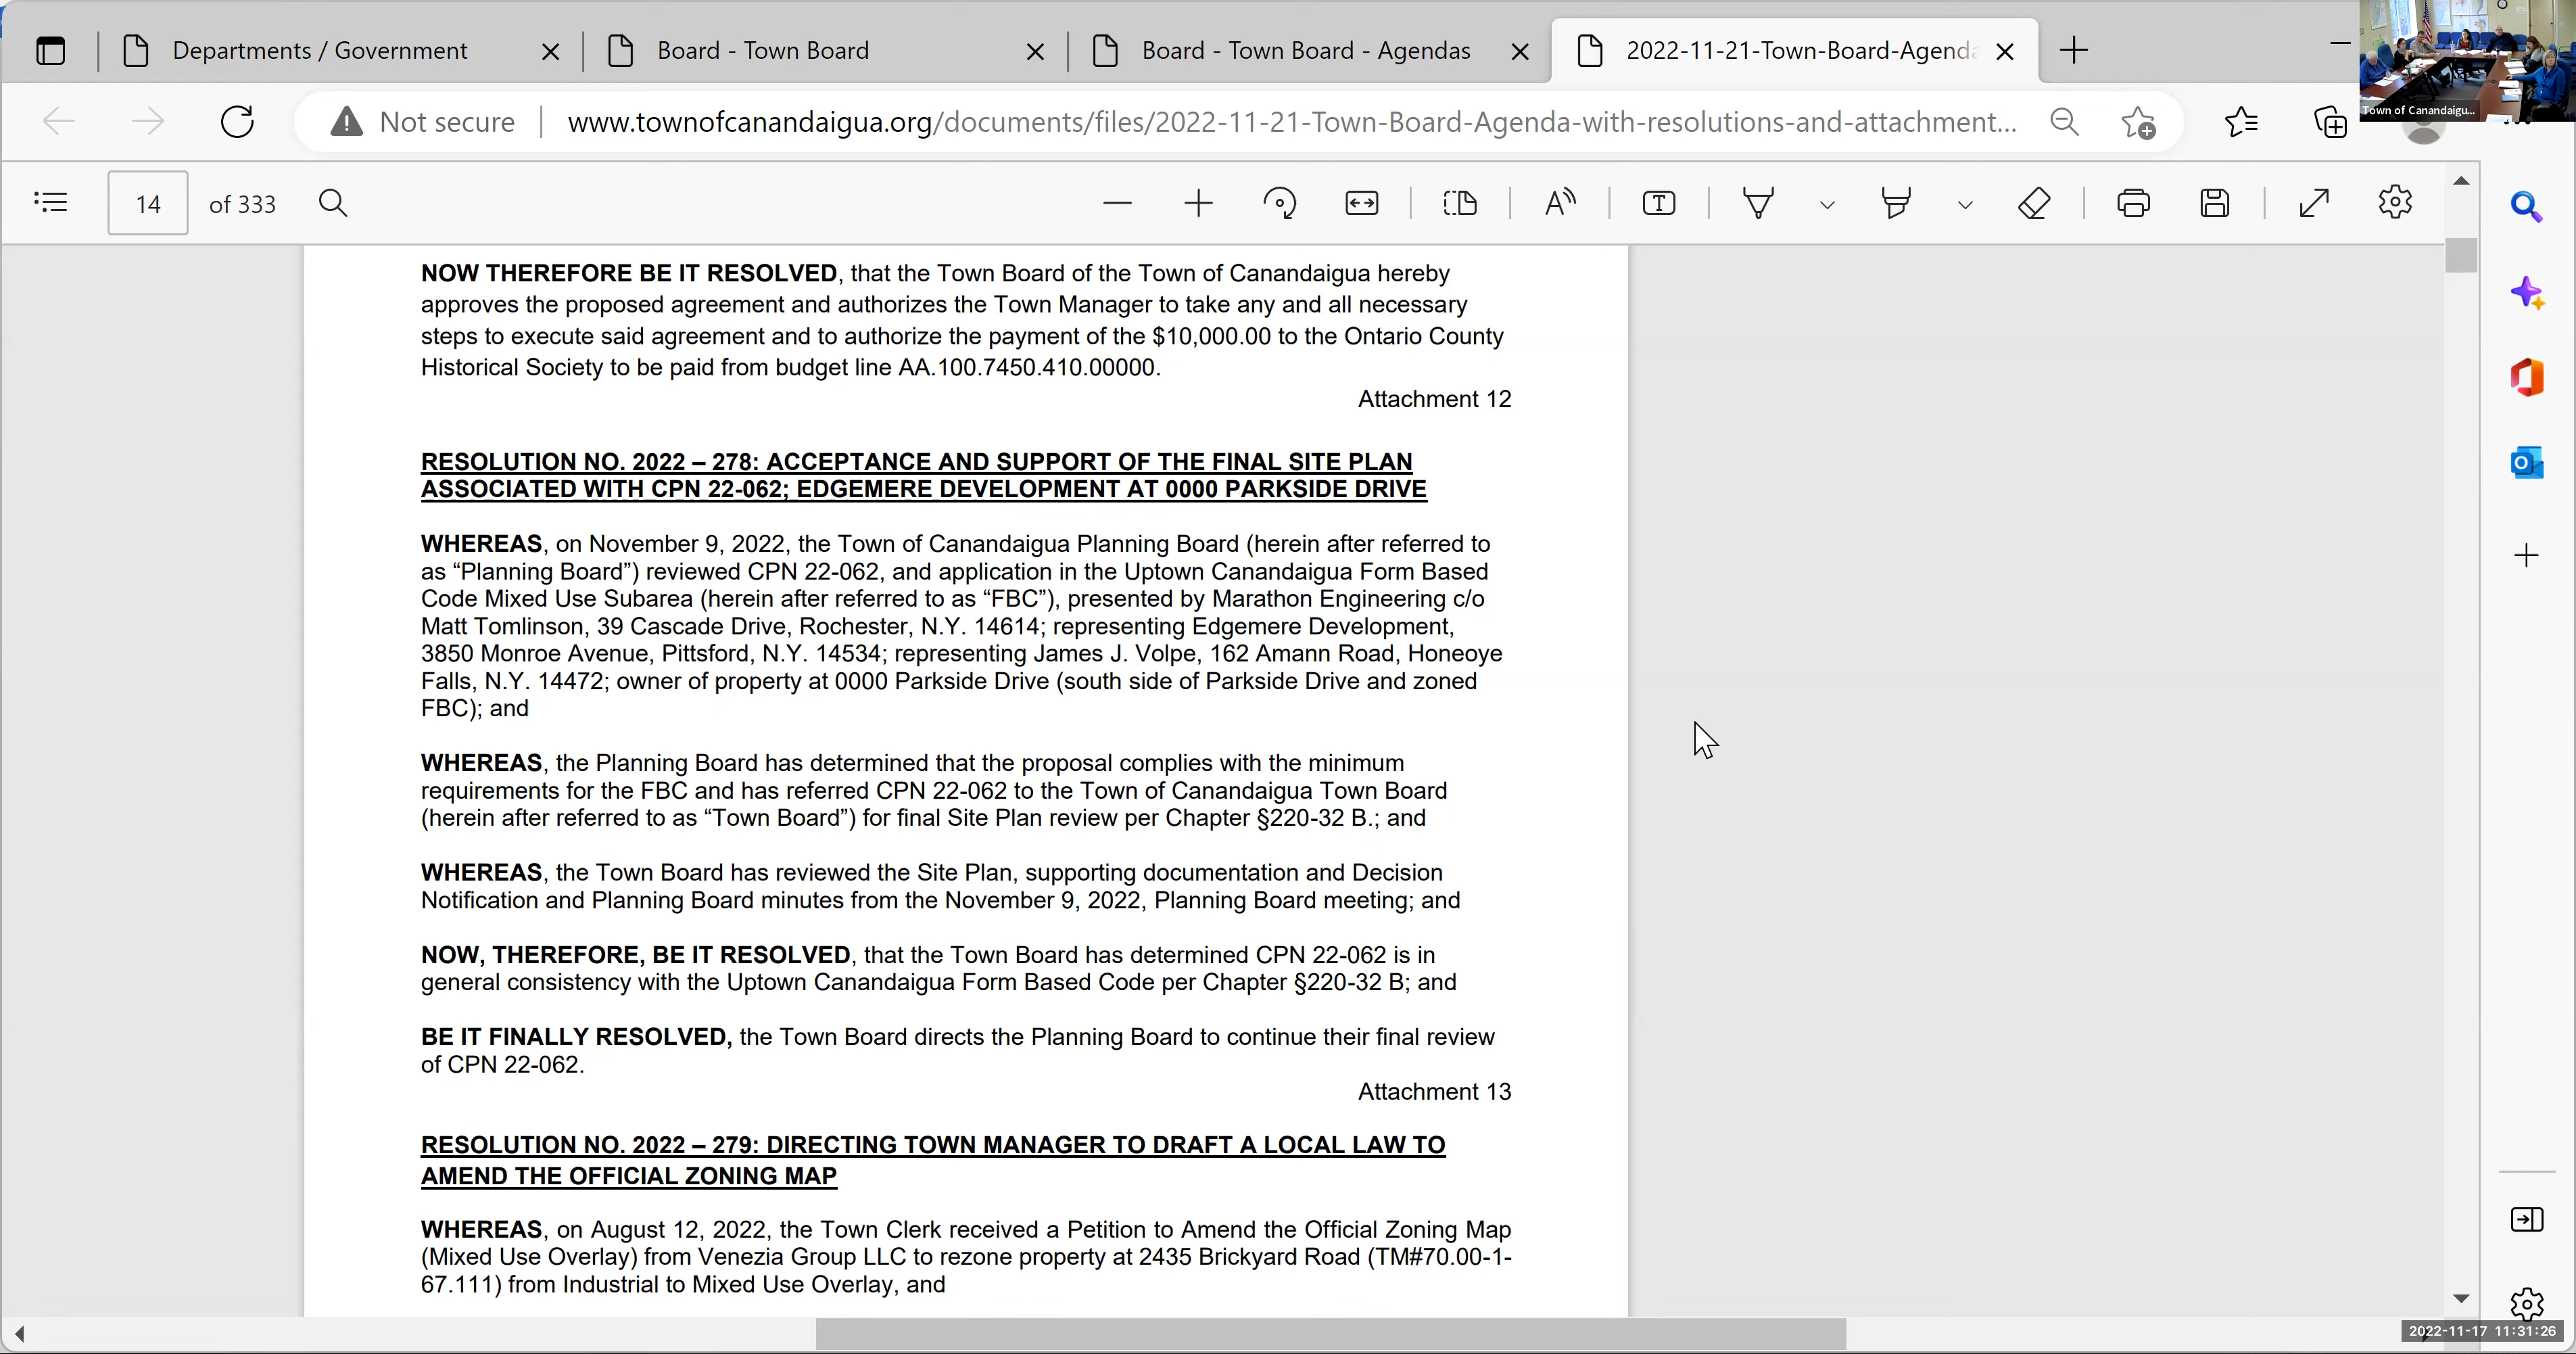 Departments / Government
Board - Town Board
Board - Town Board - Agendas
2022-11-21-Town-Board-Agenda
Not secure
www.townofcanandaigua.org/documents/files/2022-11-21-Town-Board-Agenda-with-resolutions-and-attachment...
Town of Canandaigu...
14 of 333
NOW THEREFORE BE IT RESOLVED, that the Town Board of the Town of Canandaigua hereby
approves the proposed agreement and authorizes the Town Manager to take any and all necessary
steps to execute said agreement and to authorize the payment of the $10,000.00 to the Ontario County
Historical Society to be paid from budget line AA.100.7450.410.00000.
Attachment 12
RESOLUTION NO. 2022 – 278: ACCEPTANCE AND SUPPORT OF THE FINAL SITE PLAN
ASSOCIATED WITH CPN 22-062; EDGEMERE DEVELOPMENT AT 0000 PARKSIDE DRIVE
WHEREAS, on November 9, 2022, the Town of Canandaigua Planning Board (herein after referred to
as “Planning Board”) reviewed CPN 22-062, and application in the Uptown Canandaigua Form Based
Code Mixed Use Subarea (herein after referred to as “FBC”), presented by Marathon Engineering c/o
Matt Tomlinson, 39 Cascade Drive, Rochester, N.Y. 14614; representing Edgemere Development,
3850 Monroe Avenue, Pittsford, N.Y. 14534; representing James J. Volpe, 162 Amann Road, Honeoye
Falls, N.Y. 14472; owner of property at 0000 Parkside Drive (south side of Parkside Drive and zoned
FBC); and
WHEREAS, the Planning Board has determined that the proposal complies with the minimum
requirements for the FBC and has referred CPN 22-062 to the Town of Canandaigua Town Board
(herein after referred to as “Town Board”) for final Site Plan review per Chapter §220-32 B.; and
WHEREAS, the Town Board has reviewed the Site Plan, supporting documentation and Decision
Notification and Planning Board minutes from the November 9, 2022, Planning Board meeting; and
NOW, THEREFORE, BE IT RESOLVED, that the Town Board has determined CPN 22-062 is in
general consistency with the Uptown Canandaigua Form Based Code per Chapter §220-32 B; and
BE IT FINALLY RESOLVED, the Town Board directs the Planning Board to continue their final review
of CPN 22-062.
Attachment 13
RESOLUTION NO. 2022 – 279: DIRECTING TOWN MANAGER TO DRAFT A LOCAL LAW TO
AMEND THE OFFICIAL ZONING MAP
WHEREAS, on August 12, 2022, the Town Clerk received a Petition to Amend the Official Zoning Map
(Mixed Use Overlay) from Venezia Group LLC to rezone property at 2435 Brickyard Road (TM#70.00-1-
67.111) from Industrial to Mixed Use Overlay, and
2022-11-17 11:31:26